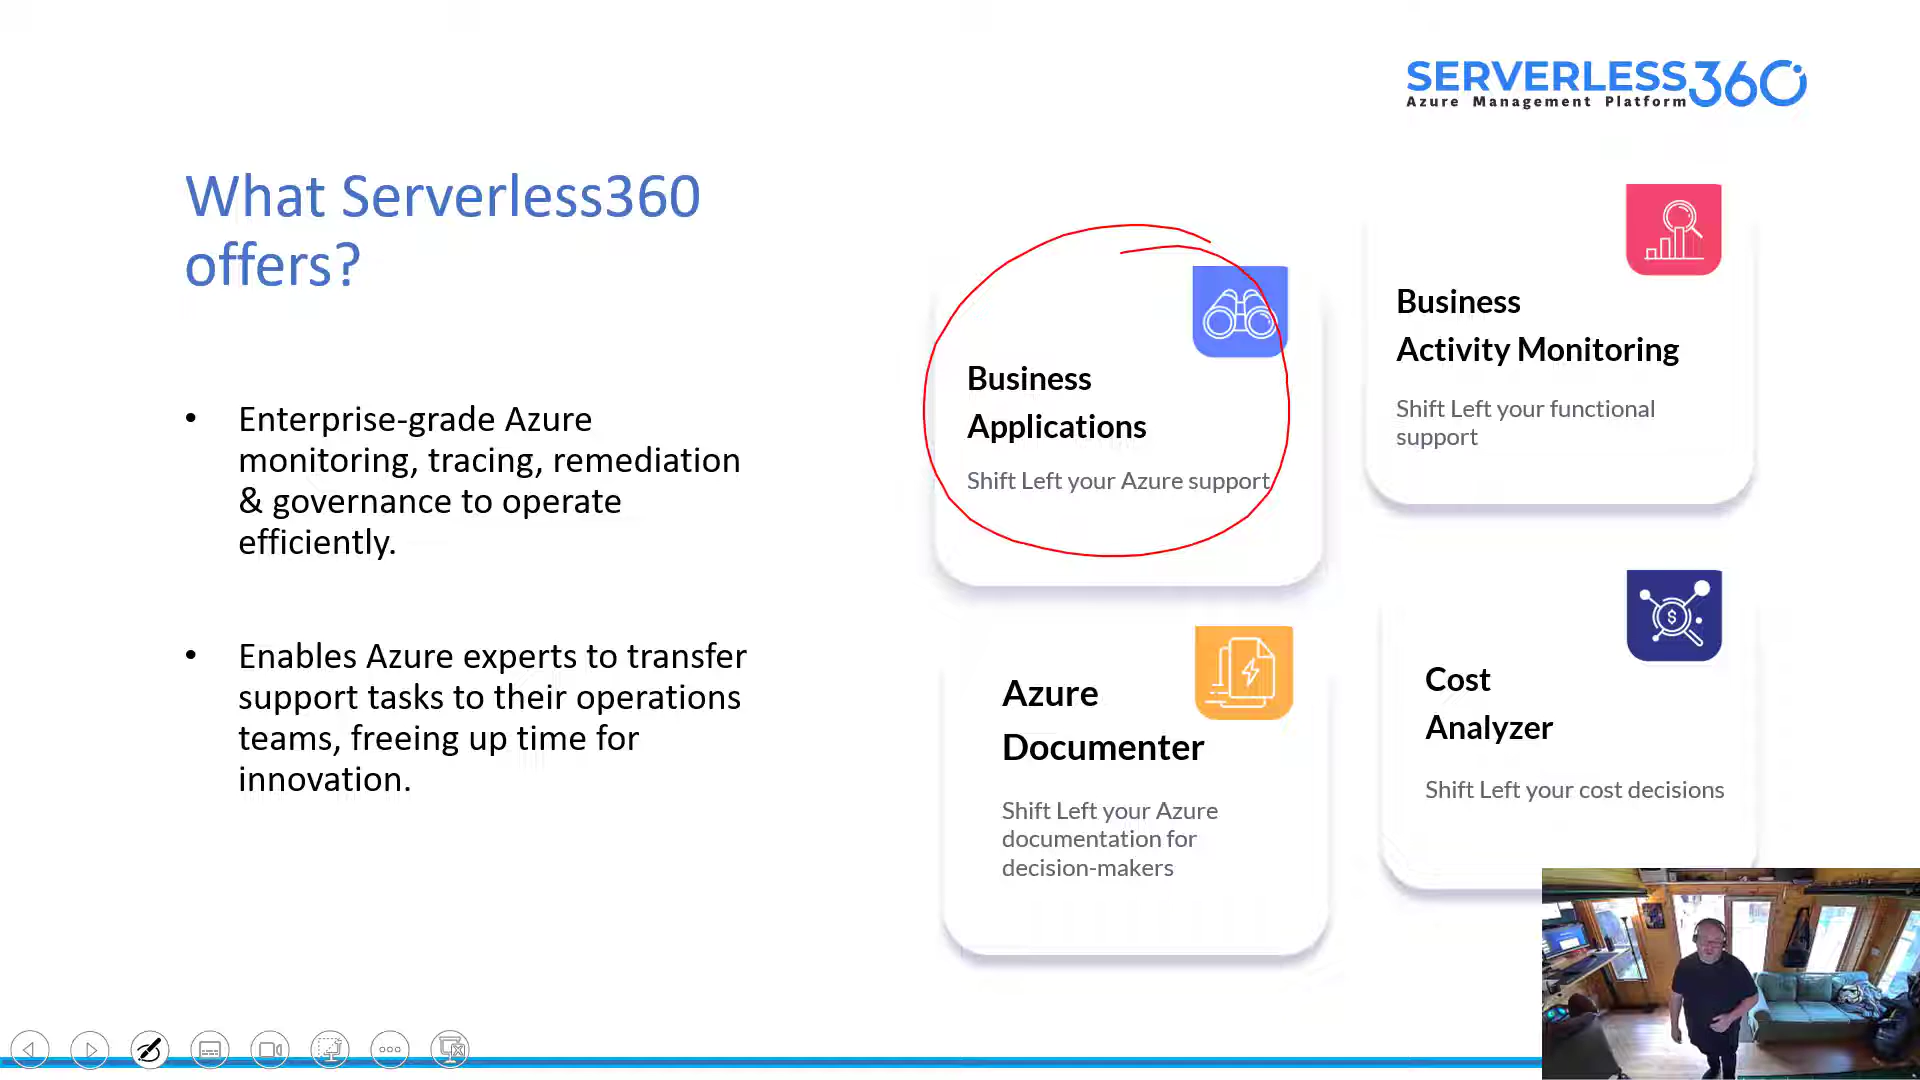 SERVERLESS360
Azure Management Platform
What Serverless360
offers?
• Enterprise-grade Azure
monitoring, tracing, remediation
& governance to operate
efficiently.
• Enables Azure experts to transfer
support tasks to their operations
teams, freeing up time for
innovation.
Business
Applications
Shift Left your Azure support
Business
Activity Monitoring
Shift Left your functional
support
Azure
Documenter
Shift Left your Azure
documentation for
decision-makers
Cost
Analyzer
Shift Left your cost decisions